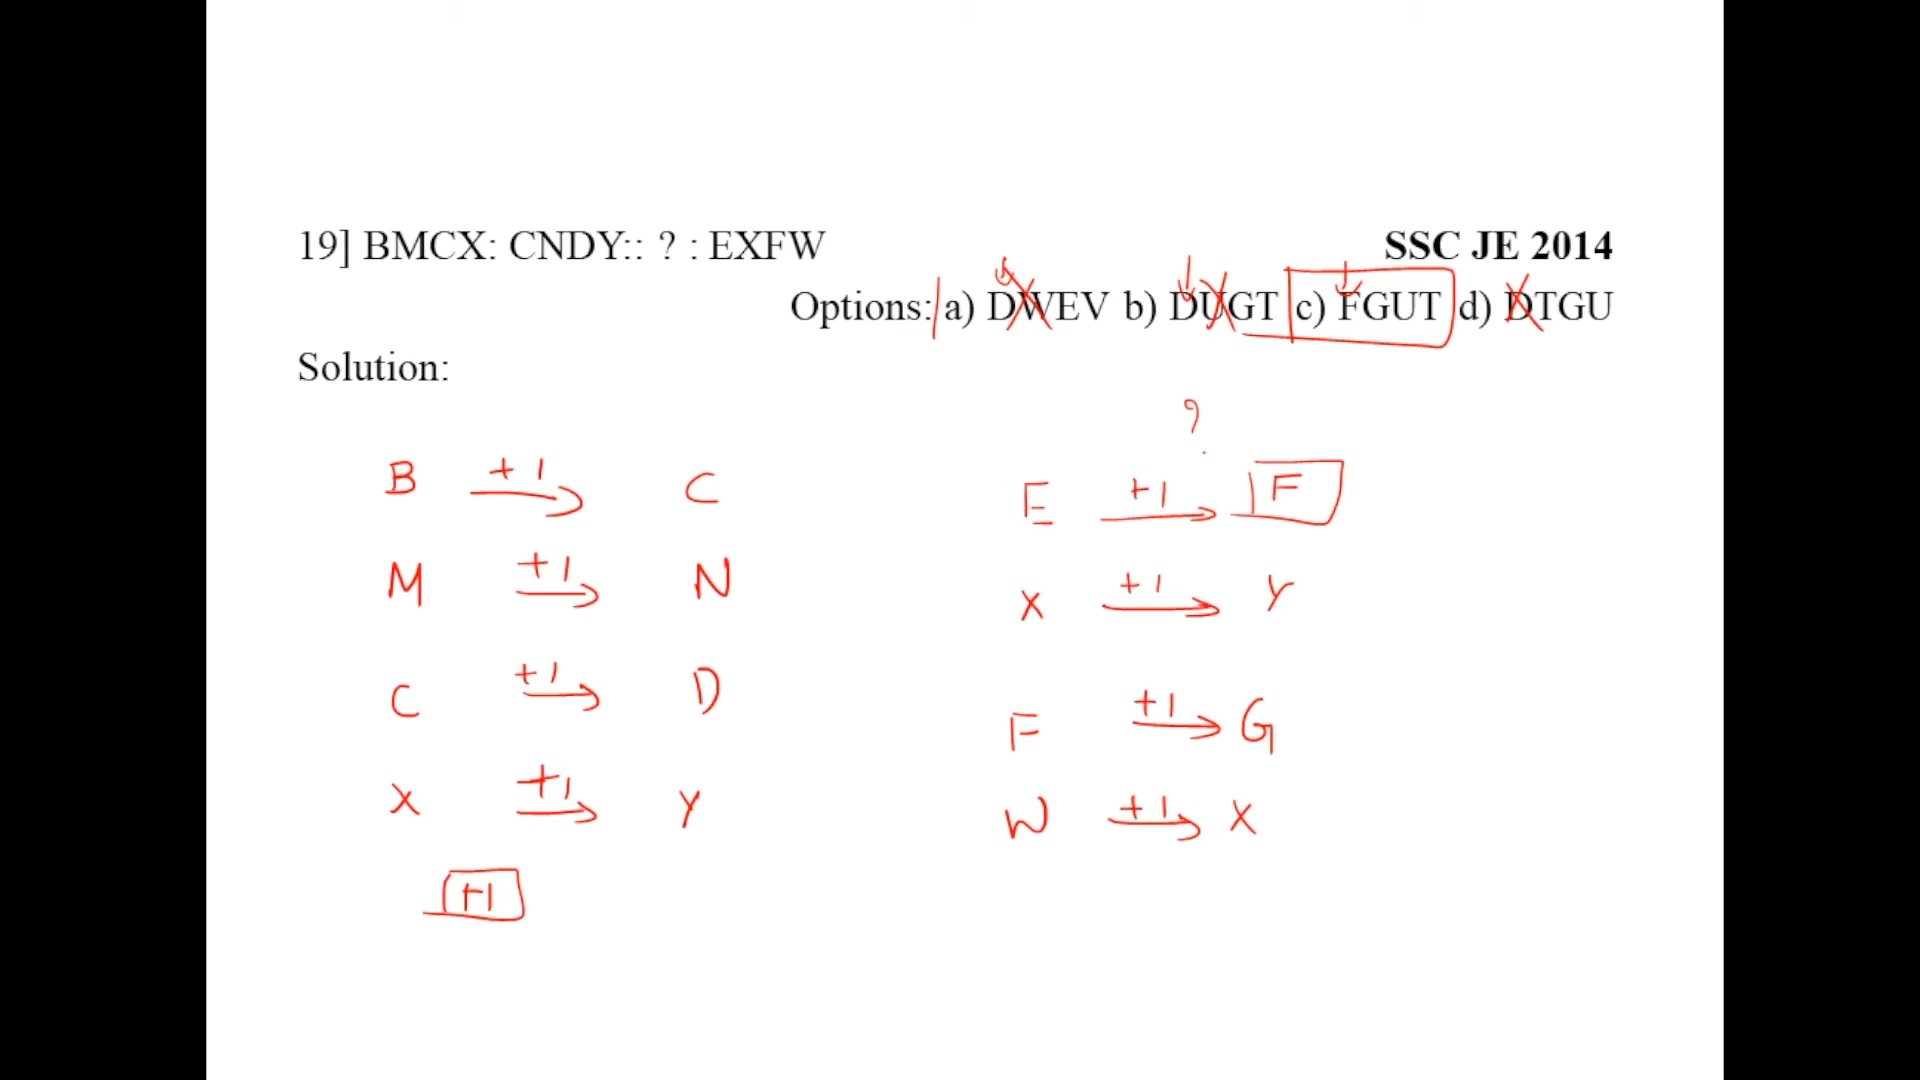 19] BMCX: CNDY:: ? : EXFW SSC JE 2014
Options: a) DWEV b) DUGT c) FGUT d) DTGU
Solution:
?
B +1 C E +1 F
M +1 N X +1 Y
C +1 D F +1 G
X +1 Y W +1 X
+1